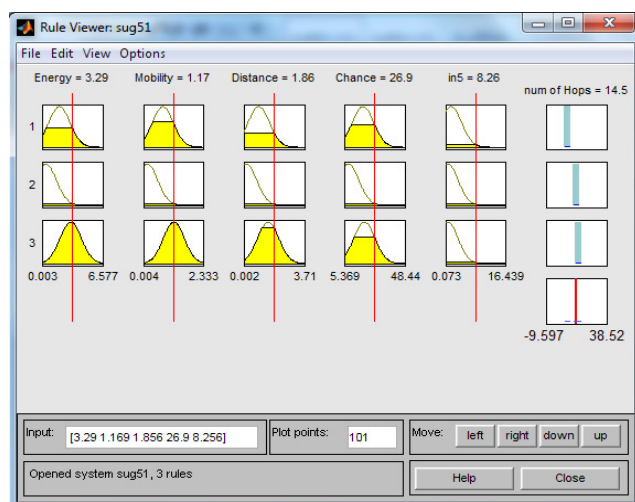 Rule Viewer: sug51
File Edit View Options
Energy = 3.29 Mobility = 1.17 Distance = 1.86 Chance = 26.9 in5 = 8.26 num of Hops = 14.5
1
2
3
0.003 6.577 0.004 2.333 0.002 3.71 5.369 48.44 0.073 16.439
-9.597 38.52
Input: [3.29 1.169 1.856 26.9 8.256] Plot points: 101 Move: left right down up
Opened system sug51, 3 rules Help Close